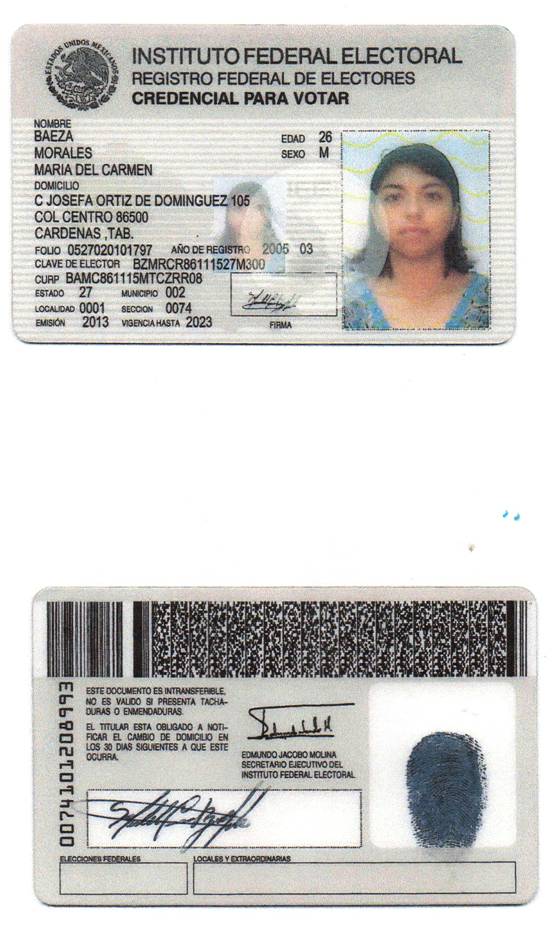 ESTADOS UNIDOS MEXICANOS
INSTITUTO FEDERAL ELECTORAL
REGISTRO FEDERAL DE ELECTORES
CREDENCIAL PARA VOTAR
NOMBRE
BAEZA
MORALES
MARIA DEL CARMEN
EDAD 26
SEXO M
DOMICILIO
C JOSEFA ORTIZ DE DOMINGUEZ 105
COL CENTRO 86500
CARDENAS ,TAB.
FOLIO 0527020101797 AÑO DE REGISTRO 2005 03
CLAVE DE ELECTOR BZMRCR86111527M300
CURP BAMC861115MTCZRR08
ESTADO 27 MUNICIPIO 002
LOCALIDAD 0001 SECCION 0074
EMISIÓN 2013 VIGENCIA HASTA 2023
FIRMA
0074101208993
ESTE DOCUMENTO ES INTRANSFERIBLE,
NO ES VALIDO SI PRESENTA TACHA-
DURAS O ENMENDADURAS.
EL TITULAR ESTA OBLIGADO A NOTI-
FICAR EL CAMBIO DE DOMICILIO EN
LOS 30 DIAS SIGUIENTES A QUE ESTE
OCURRA.
EDMUNDO JACOBO MOLINA
SECRETARIO EJECUTIVO DEL
INSTITUTO FEDERAL ELECTORAL
ELECCIONES FEDERALES
LOCALES Y EXTRAORDINARIAS